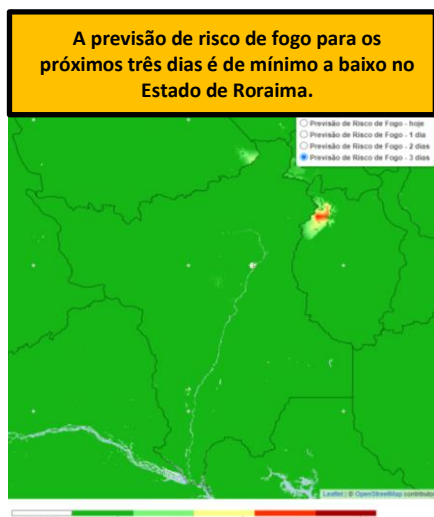 A previsão de risco de fogo para os
próximos três dias é de mínimo a baixo no
Estado de Roraima.
Previsão de Risco de Fogo - hoje
Previsão de Risco de Fogo - 1 dia
Previsão de Risco de Fogo - 2 dias
Previsão de Risco de Fogo - 3 dias
Leaflet | © OpenStreetMap contributor